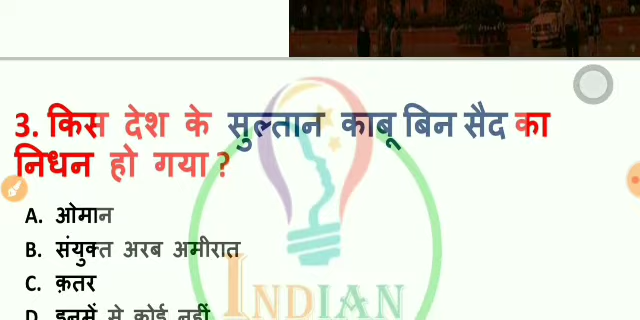 3. किस देश के सुल्तान काबू बिन सैद का
निधन हो गया ?
A. ओमान
B. संयुक्त अरब अमीरात
C. क़तर
D इनमें से कोई नहीं
INDIAN